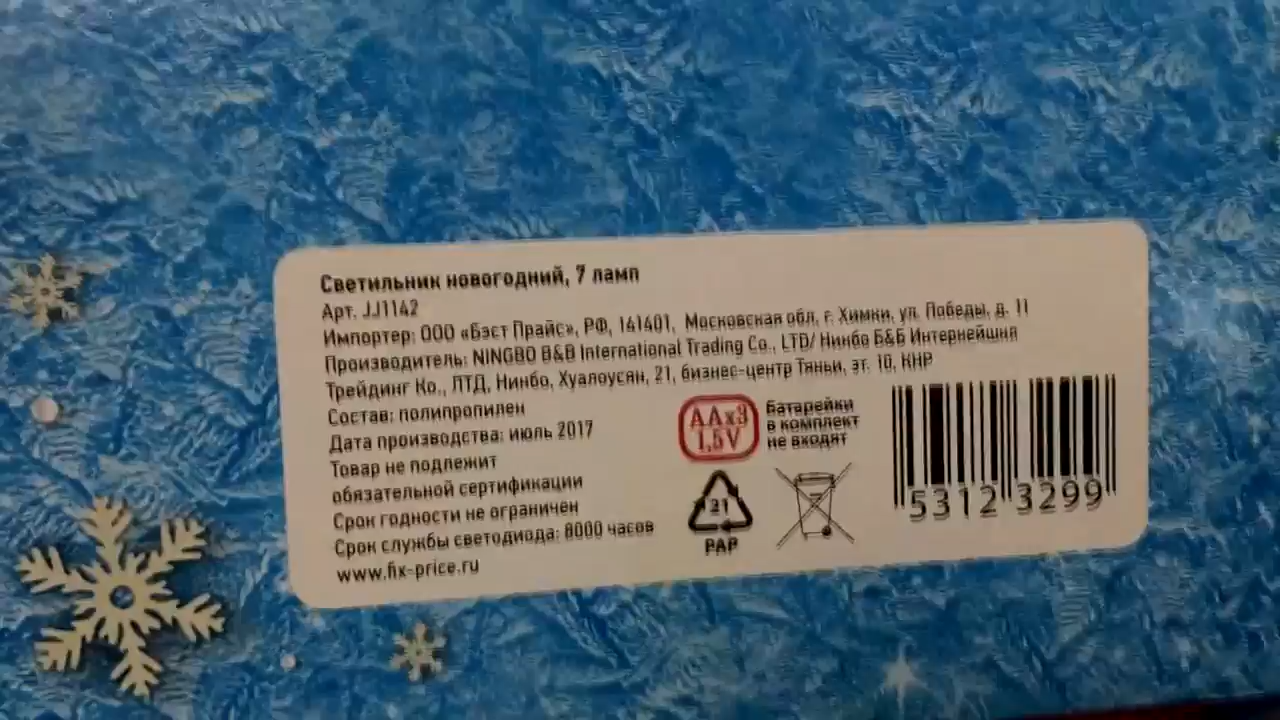 Светильник новогодний, 7 ламп
Арт. JJ1142
Импортер: ООО «Бэст Прайс», РФ, 141401, Московская обл, г. Химки, ул. Победы, д. 11
Производитель: NINGBO B&B International Trading Co., LTD/ Нинбо Б&Б Интернейшнл
Трейдинг Ко., ЛТД, Нинбо, Хуалоусян, 21, бизнес-центр Тяньи, эт. 10, КНР
Состав: полипропилен
Дата производства: июль 2017
Товар не подлежит
обязательной сертификации
Срок годности не ограничен
Срок службы светодиода: 8000 часов
www.fix-price.ru
AAx3
1,5V
батарейки
в комплект
не входят
21
PAP
5312 3299